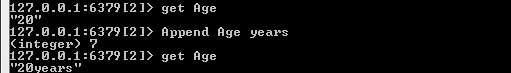 127.0.0.1:6379[2]> get Age
"20"
127.0.0.1:6379[2]> Append Age years
(integer) 7
127.0.0.1:6379[2]> get Age
"20years"